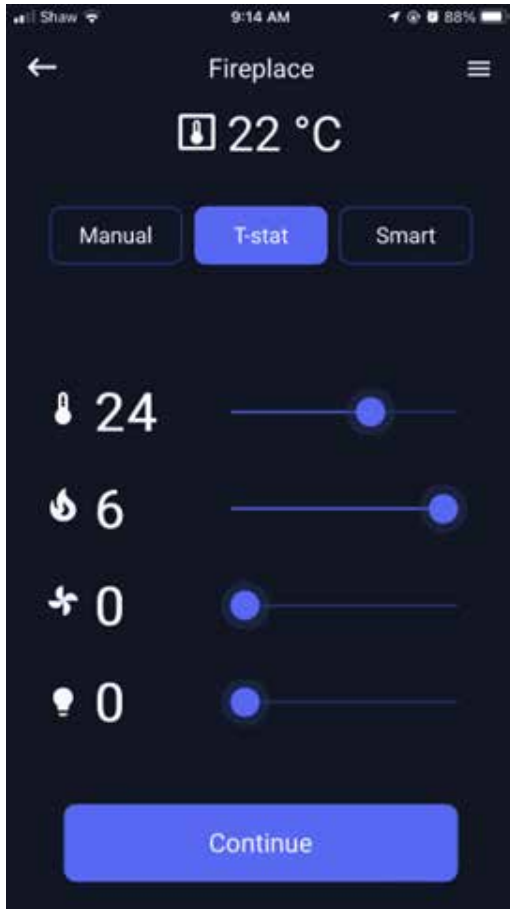 Shaw 9:14 AM 88%
Fireplace
22 °C
Manual T-stat Smart
24
6
0
0
Continue